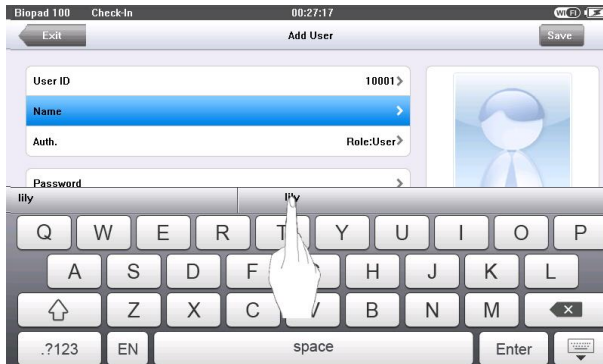 Biopad 100 Check-In 00:27:17 WiFi
Exit Add User Save
User ID 10001>
Name >
Auth. Role:User>
Password >
lily lily
Q W E R T Y U I O P
A S D F H J K L
Z X C V B N M
.?123 EN space Enter